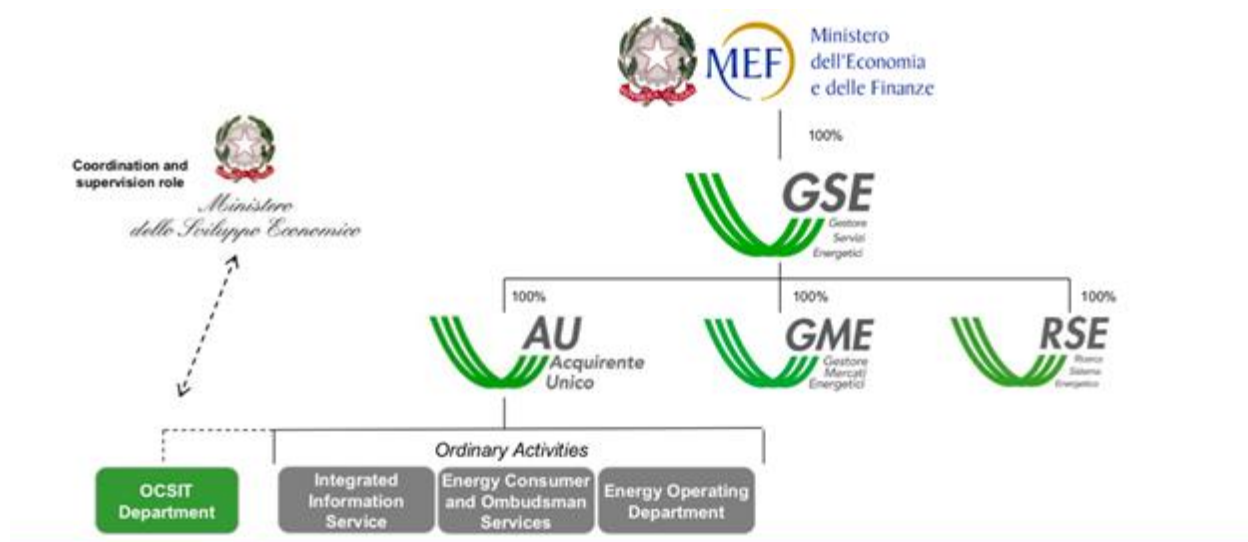 MEF
Ministero
dell'Economia
e delle Finanze
100%
Coordination and
supervision role
Ministero
dello Sviluppo Economico
GSE
Gestore
Servizi
Energetici
100%
100%
100%
AU
Acquirente
Unico
GME
Gestore
Mercati
Energetici
RSE
Ricerca
Sistema
Energetico
Ordinary Activities
OCSIT
Department
Integrated
Information
Service
Energy Consumer
and Ombudsman
Services
Energy Operating
Department